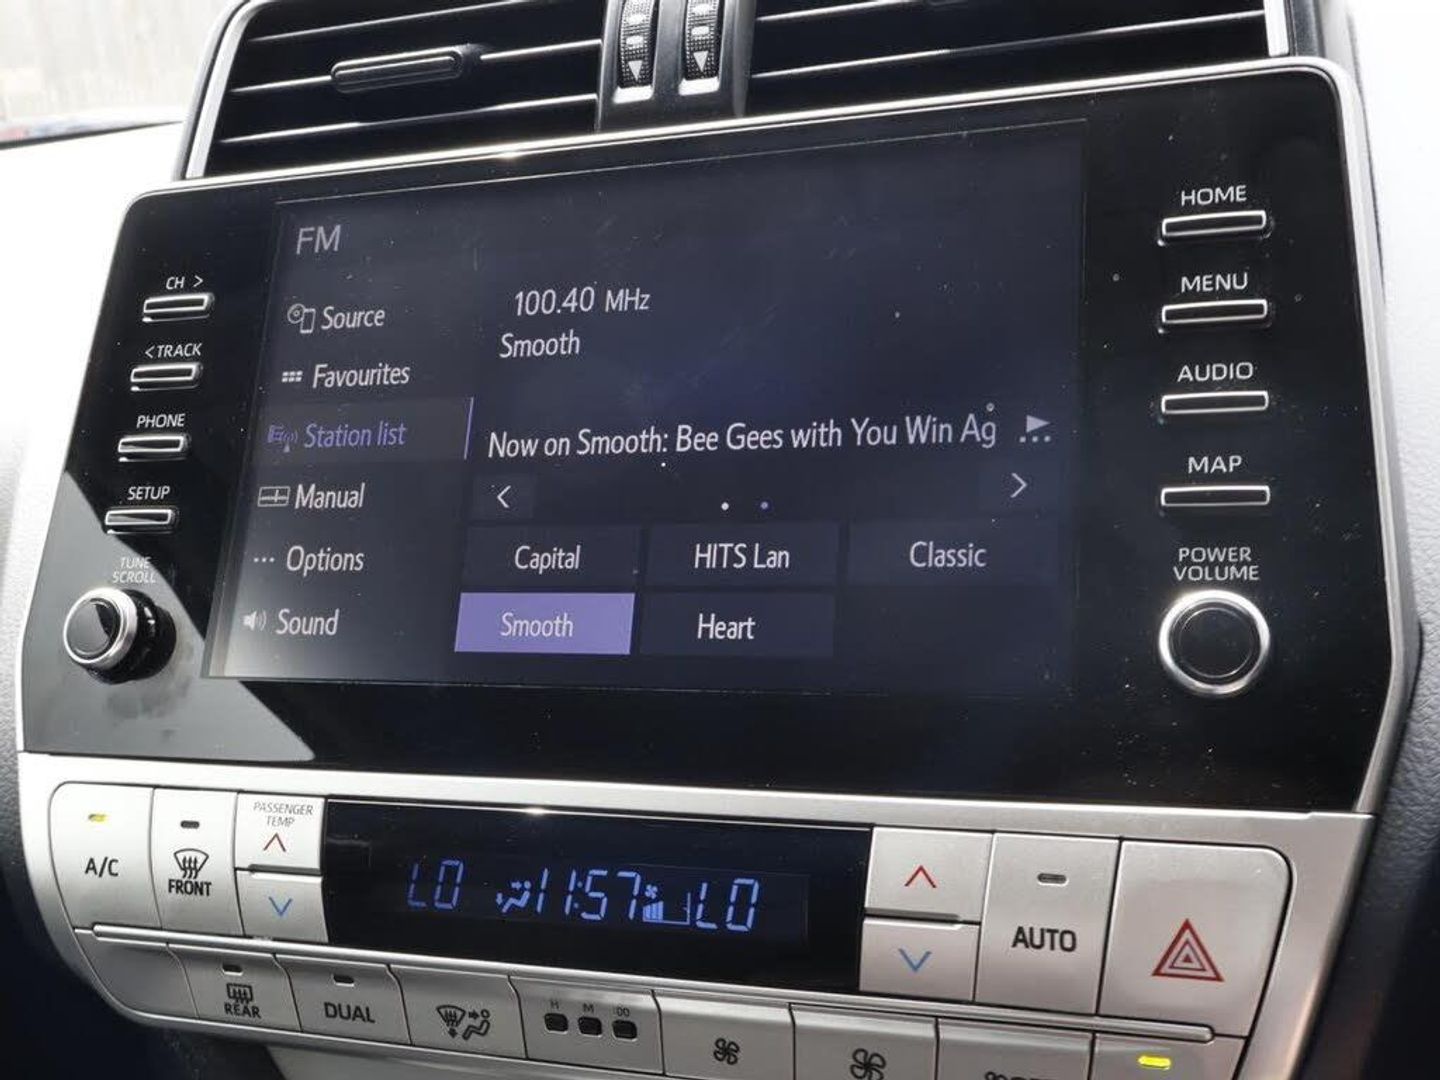 HOME
FM
CH >
MENU
100.40 MHz
Source
Smooth
< TRACK
AUDIO
Favourites
PHONE
Station list
Now on Smooth: Bee Gees with You Win Ag
MAP
SETUP
Manual
< >
TUNE
SCROLL
Options
Capital
HITS Lan
Classic
POWER
VOLUME
Sound
Smooth
Heart
PASSENGER
TEMP
A/C
FRONT
LO 11:57 LO
AUTO
REAR
DUAL
H M :00